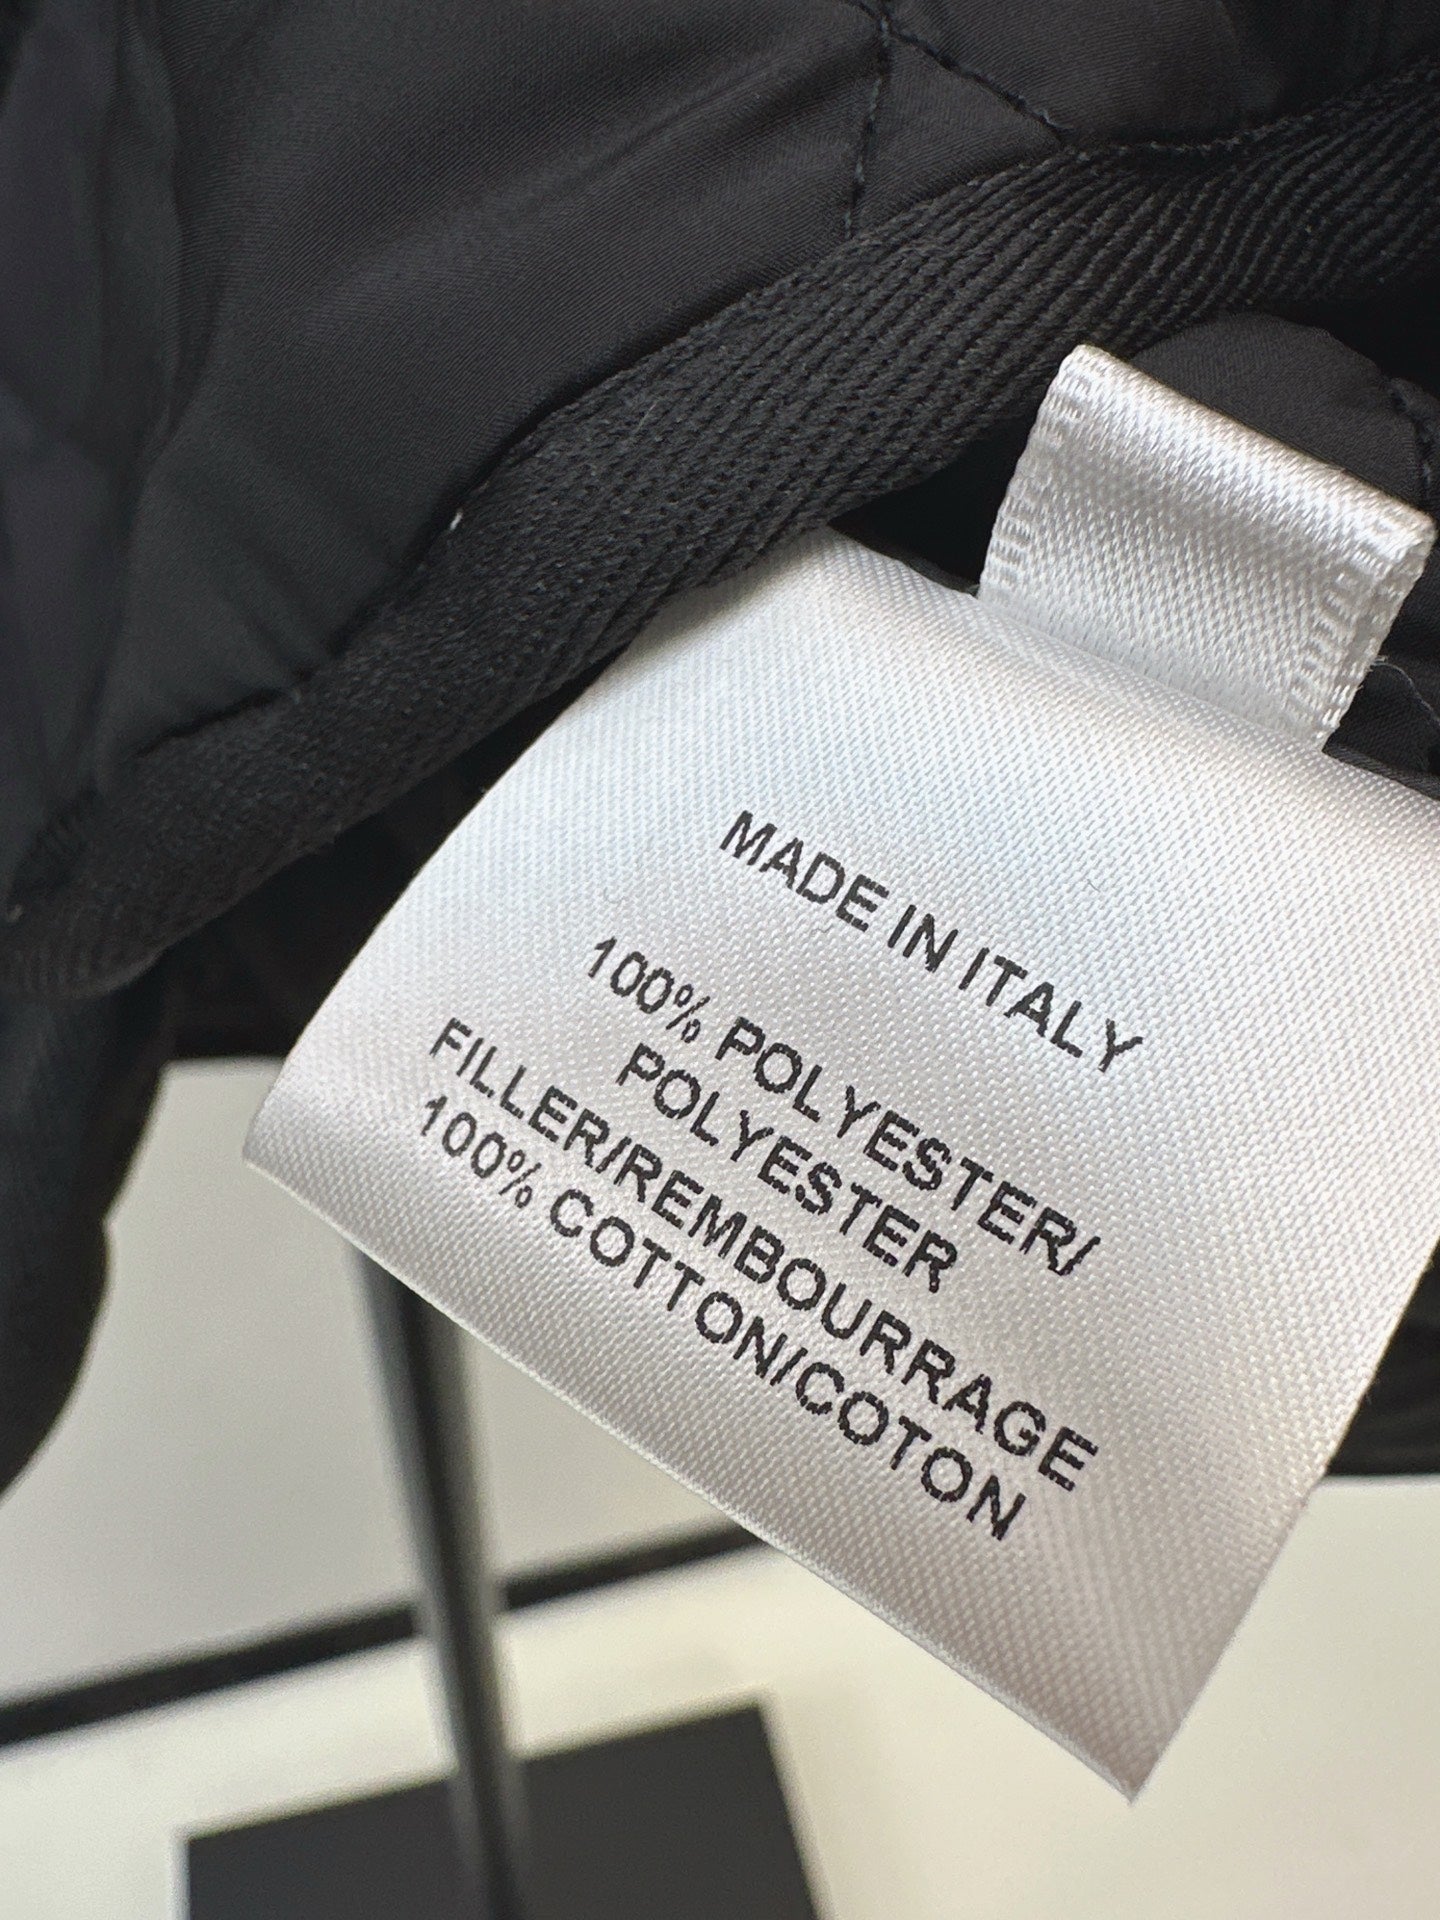 MADE IN ITALY
100% POLYESTER/
POLYESTER
FILLER/REMBOURRAGE
100% COTTON/COTON